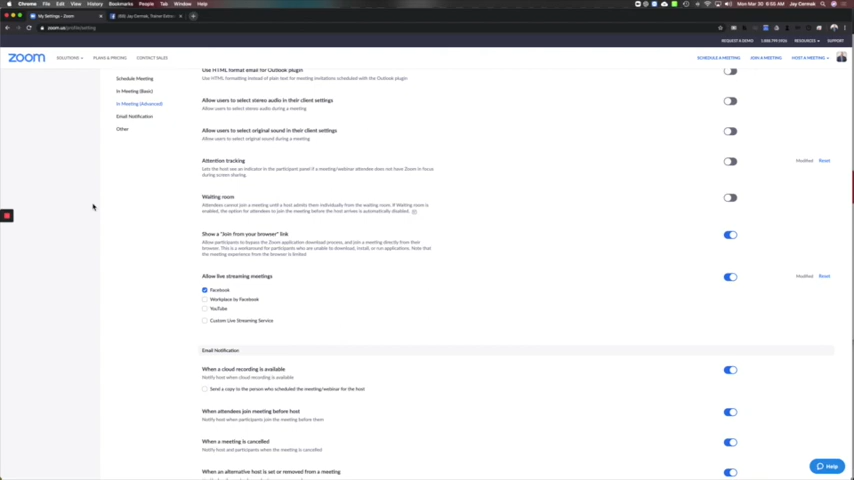 Chrome File Edit View History Bookmarks People Tab Window Help
Mon Mar 30 6:55 AM Jay Cermak
My Settings - Zoom
(53) Jay Cermak_Trainer Extraor
zoom.us/profile/setting
REQUEST A DEMO 1.888.799.9926 RESOURCES SUPPORT
zoom SOLUTIONS PLANS & PRICING CONTACT SALES SCHEDULE A MEETING JOIN A MEETING HOST A MEETING
Schedule Meeting
In Meeting (Basic)
In Meeting (Advanced)
Email Notification
Other
Use HTML format email for Outlook plugin
Use HTML formatting instead of plain text for meeting invitations scheduled with the Outlook plugin
Allow users to select stereo audio in their client settings
Allow users to select stereo audio during a meeting
Allow users to select original sound in their client settings
Allow users to select original sound during a meeting
Attention tracking Modified Reset
Lets the host see an indicator in the participant panel if a meeting/webinar attendee does not have Zoom in focus
during screen sharing.
Waiting room
Attendees cannot join a meeting until a host admits them individually from the waiting room. If Waiting room is
enabled, the option for attendees to join the meeting before the host arrives is automatically disabled.
Show a "Join from your browser" link
Allow participants to bypass the Zoom application download process, and join a meeting directly from their
browser. This is a workaround for participants who are unable to download, install, or run applications. Note that
the meeting experience from the browser is limited
Allow live streaming meetings Modified Reset
Facebook
Workplace by Facebook
YouTube
Custom Live Streaming Service
Email Notification
When a cloud recording is available
Notify host when cloud recording is available
Send a copy to the person who scheduled the meeting/webinar for the host
When attendees join meeting before host
Notify host when participants join the meeting before them
When a meeting is cancelled
Notify host and participants when the meeting is cancelled
When an alternative host is set or removed from a meeting
Help